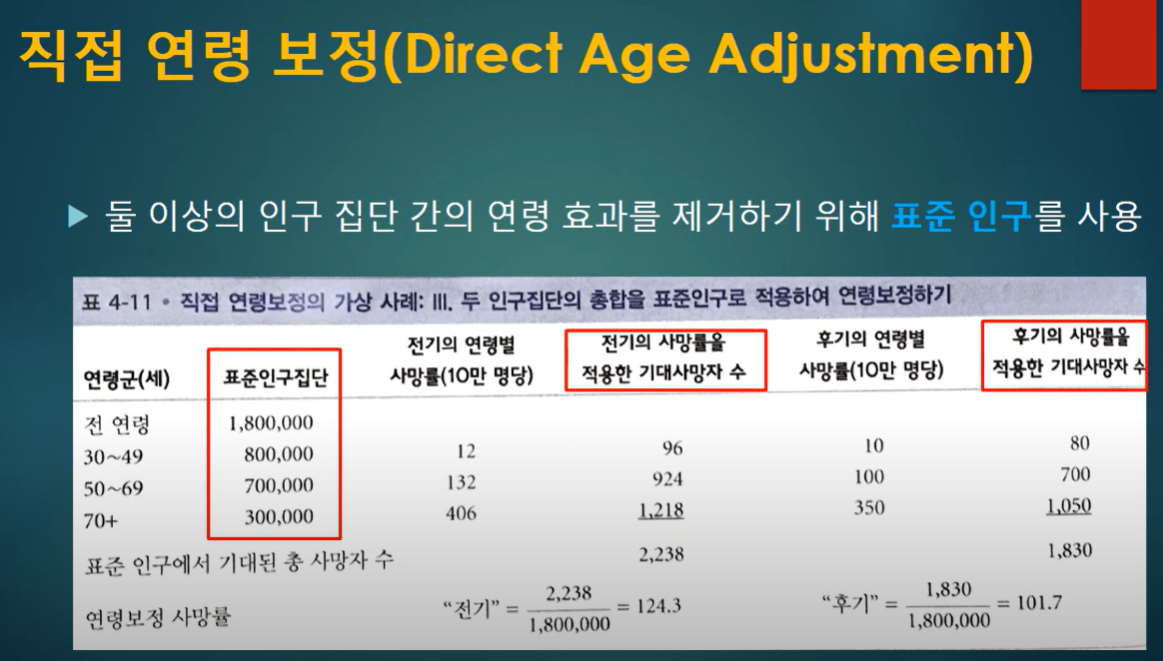 직접 연령 보정(Direct Age Adjustment)
▶ 둘 이상의 인구 집단 간의 연령 효과를 제거하기 위해 표준 인구를 사용
표 4-11 • 직접 연령보정의 가상 사례: III. 두 인구집단의 총합을 표준인구로 적용하여 연령보정하기
전기의 연령별 전기의 사망률을 후기의 연령별 후기의 사망률을
연령군(세) 표준인구집단 사망률(10만 명당) 적용한 기대사망자 수 사망률(10만 명당) 적용한 기대사망자 수
전 연령 1,800,000
30~49 800,000 12 96 10 80
50~69 700,000 132 924 100 700
70+ 300,000 406 1,218 350 1,050
표준 인구에서 기대된 총 사망자 수 2,238 1,830
연령보정 사망률 “전기” = 2,238 / 1,800,000 = 124.3 “후기” = 1,830 / 1,800,000 = 101.7